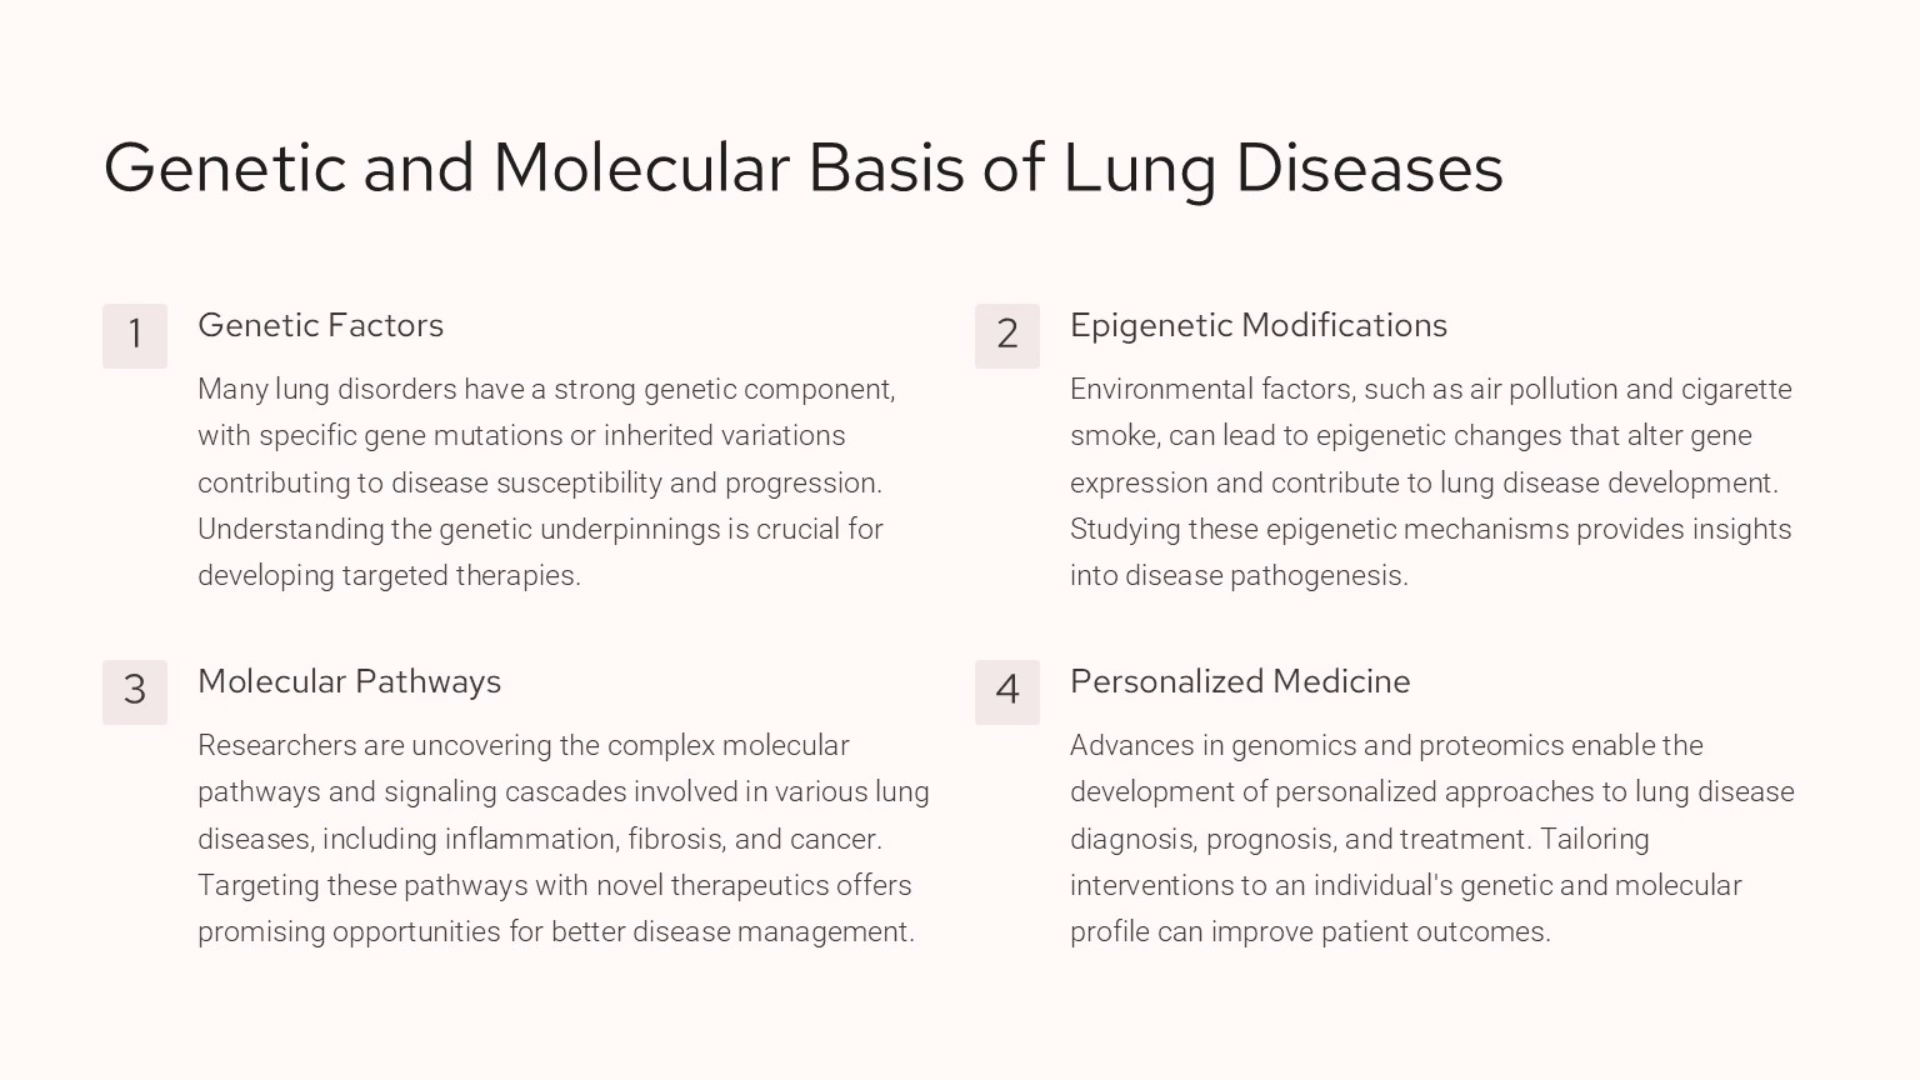 Genetic and Molecular Basis of Lung Diseases
1
Genetic Factors
Many lung disorders have a strong genetic component,
with specific gene mutations or inherited variations
contributing to disease susceptibility and progression.
Understanding the genetic underpinnings is crucial for
developing targeted therapies.
2
Epigenetic Modifications
Environmental factors, such as air pollution and cigarette
smoke, can lead to epigenetic changes that alter gene
expression and contribute to lung disease development.
Studying these epigenetic mechanisms provides insights
into disease pathogenesis.
3
Molecular Pathways
Researchers are uncovering the complex molecular
pathways and signaling cascades involved in various lung
diseases, including inflammation, fibrosis, and cancer.
Targeting these pathways with novel therapeutics offers
promising opportunities for better disease management.
4
Personalized Medicine
Advances in genomics and proteomics enable the
development of personalized approaches to lung disease
diagnosis, prognosis, and treatment. Tailoring
interventions to an individual's genetic and molecular
profile can improve patient outcomes.